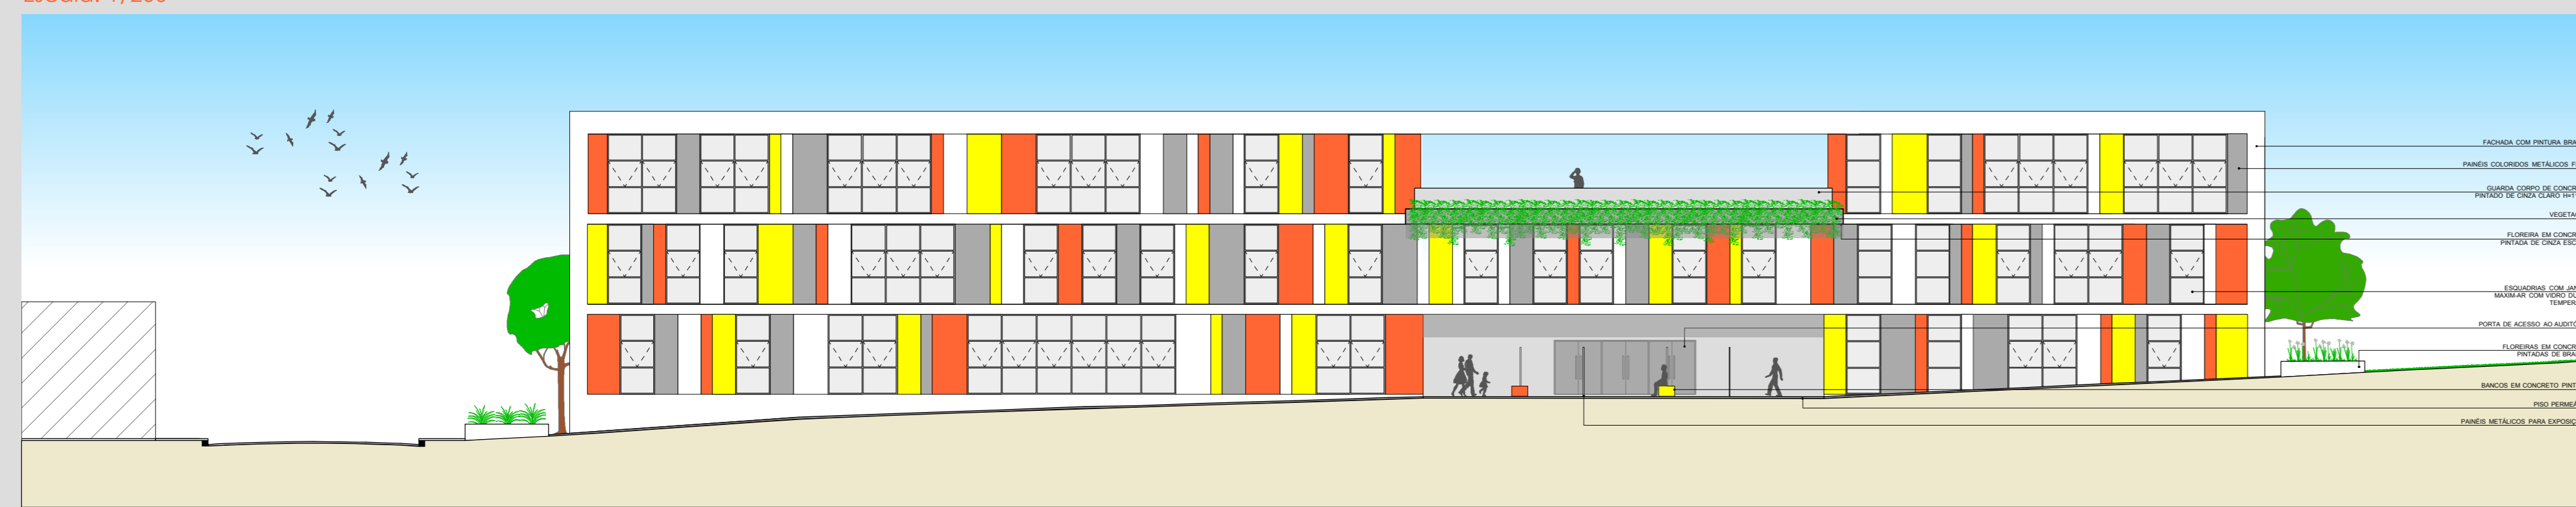 Escala:
FACHADA COM PINTURA BRA
PAINÉIS COLORIDOS METÁLICOS F
GUARDA CORPO DE CONCR
PINTADO DE CINZA CLARO H=1
VEGETA
FLOREIRA EM CONCR
PINTADA DE CINZA ESC
ESQUADRIAS COM JAN
MAXIM-AR COM VIDRO DU
TEMPER
PORTA DE ACESSO AO AUDITÓ
FLOREIRAS EM CONCR
PINTADAS DE BRA
BANCOS EM CONCRETO PINT
PISO PERMEÁ
PAINÉIS METÁLICOS PARA EXPOSIÇ